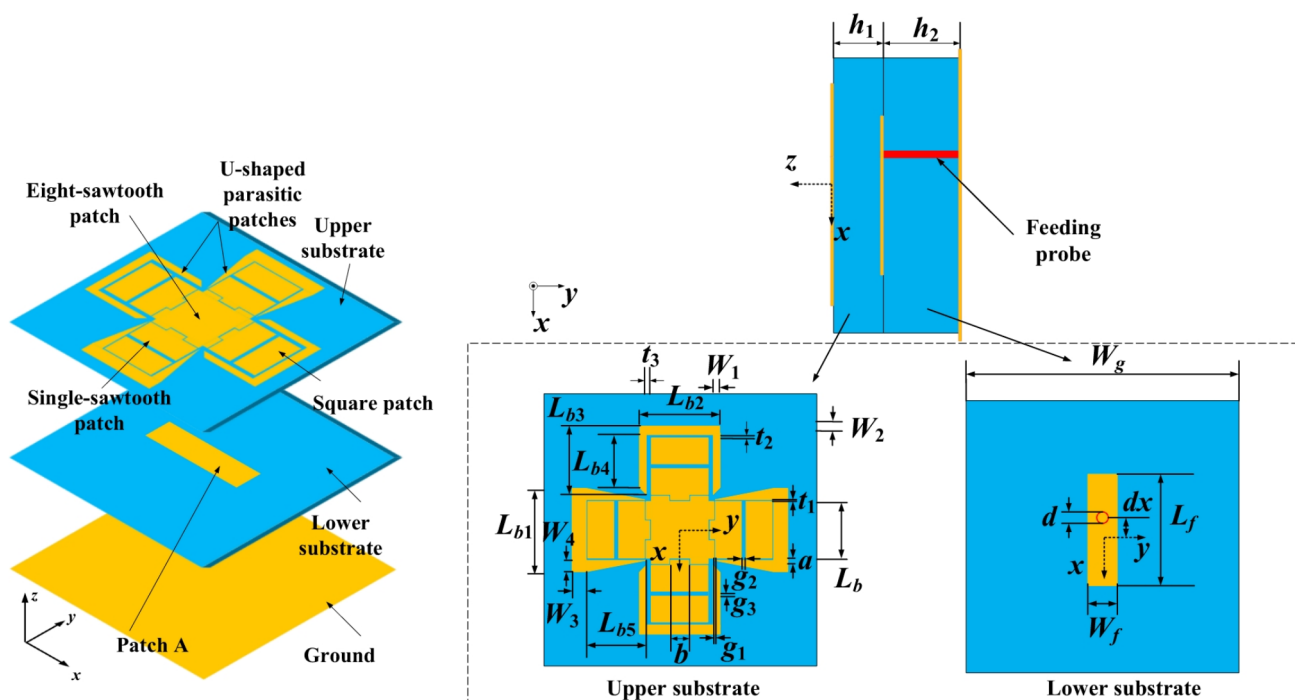 Eight-sawtooth
patch
U-shaped
parasitic
patches
Upper
substrate
Single-sawtooth
patch
Square patch
Lower
substrate
Patch A
Ground
z
y
x
h1
h2
z
x
Feeding
probe
y
x
t3
W1
Lb2
Lb3
W2
t2
Lb4
t1
Lb1
W4
y
x
a
Lb
g2
g3
W3
Lb5
b
g1
Upper substrate
Wg
d
dx
Lf
y
x
Wf
Lower substrate